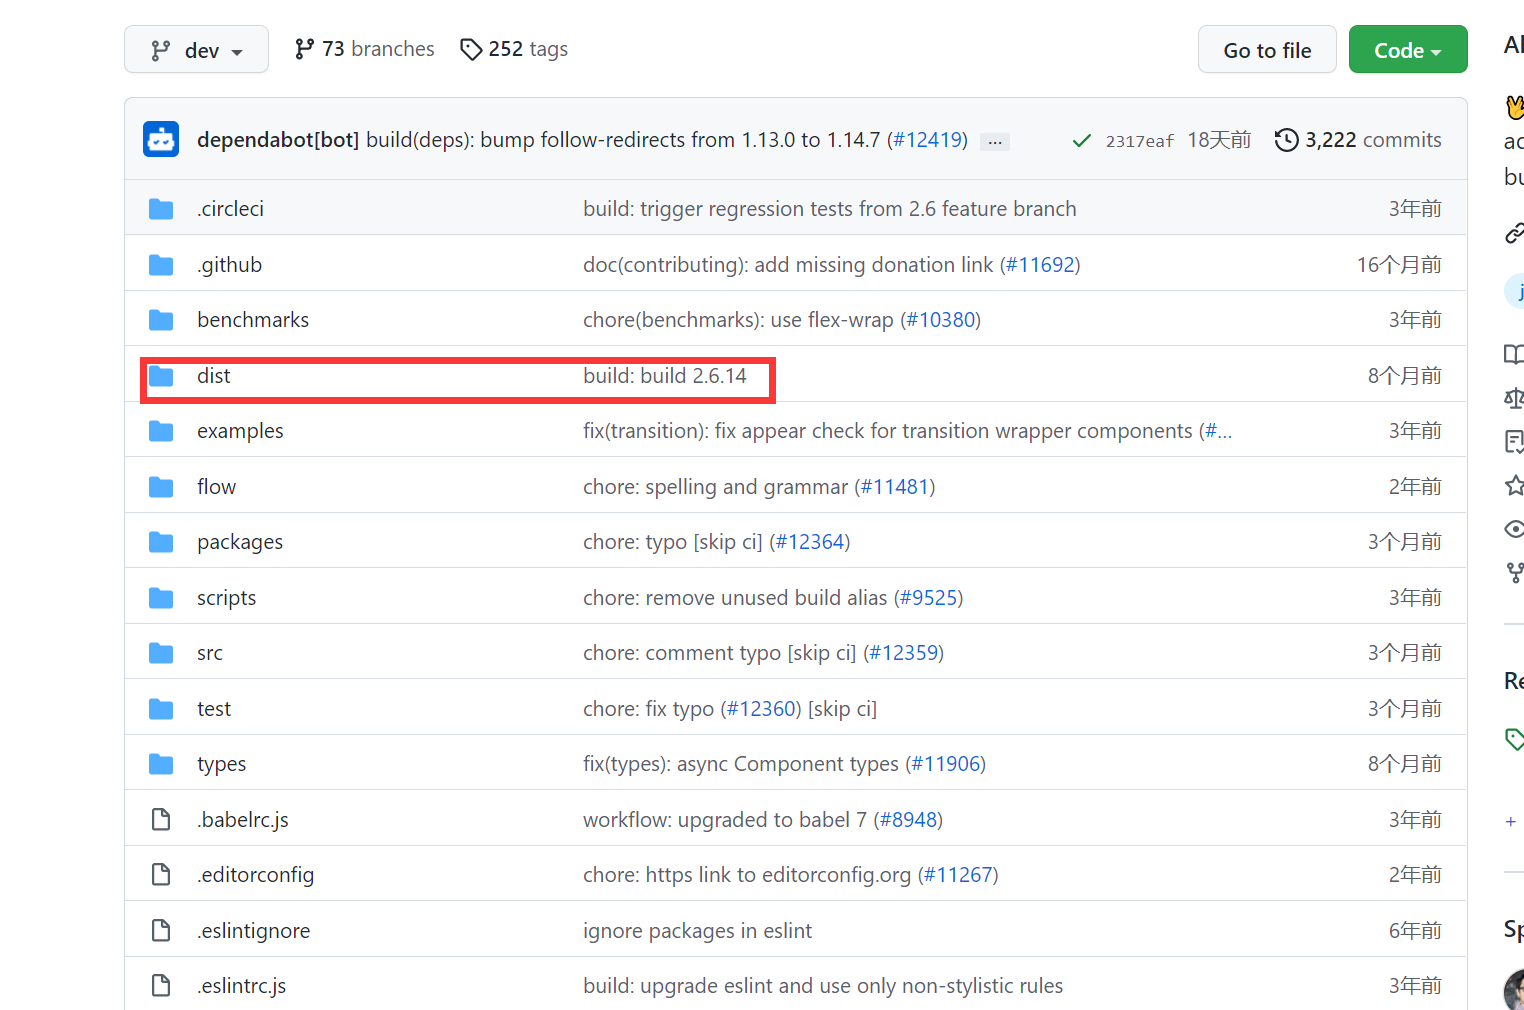 dev 73 branches 252 tags Go to file Code
dependabot[bot] build(deps): bump follow-redirects from 1.13.0 to 1.14.7 (#12419) ... 2317eaf 18天前 3,222 commits
.circleci build: trigger regression tests from 2.6 feature branch 3年前
.github doc(contributing): add missing donation link (#11692) 16个月前
benchmarks chore(benchmarks): use flex-wrap (#10380) 3年前
dist build: build 2.6.14 8个月前
examples fix(transition): fix appear check for transition wrapper components (#... 3年前
flow chore: spelling and grammar (#11481) 2年前
packages chore: typo [skip ci] (#12364) 3个月前
scripts chore: remove unused build alias (#9525) 3年前
src chore: comment typo [skip ci] (#12359) 3个月前
test chore: fix typo (#12360) [skip ci] 3个月前
types fix(types): async Component types (#11906) 8个月前
.babelrc.js workflow: upgraded to babel 7 (#8948) 3年前
.editorconfig chore: https link to editorconfig.org (#11267) 2年前
.eslintignore ignore packages in eslint 6年前
.eslintrc.js build: upgrade eslint and use only non-stylistic rules 3年前